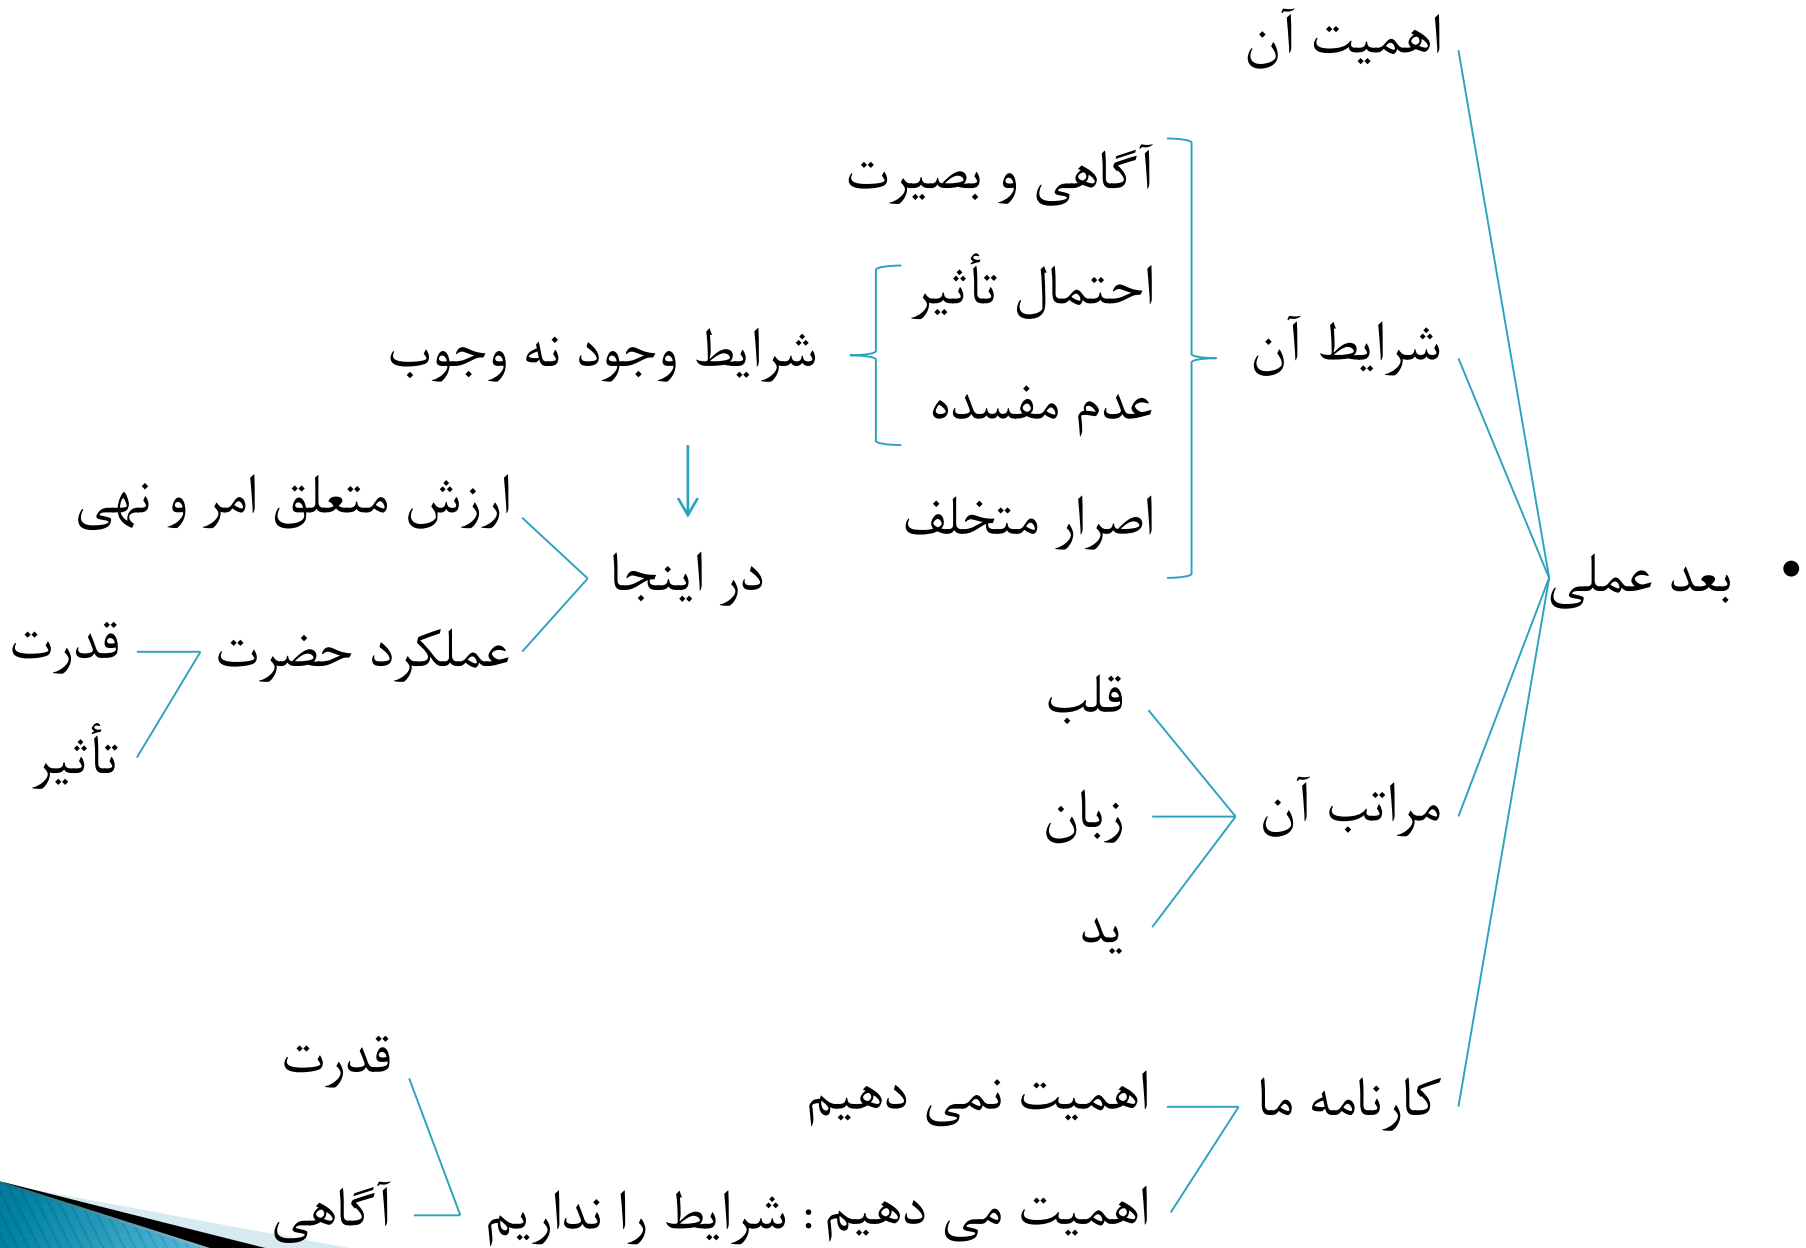 اهمیت آن
آگاهی و بصیرت
احتمال تأثیر
عدم مفسده
اصرار متخلف
شرایط آن
شرایط وجود نه وجوب
در اینجا
ارزش متعلق امر و نهی
عملکرد حضرت
قدرت
تأثیر
• بعد عملی
مراتب آن
قلب
زبان
ید
کارنامه ما
اهمیت نمی دهیم
اهمیت می دهیم : شرایط را نداریم
قدرت
آگاهی